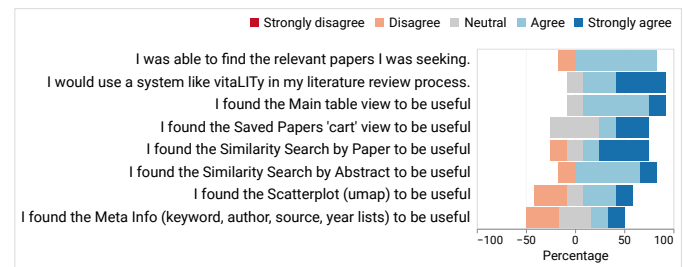 Strongly disagree Disagree Neutral Agree Strongly agree
I was able to find the relevant papers I was seeking.
I would use a system like vitaLITy in my literature review process.
I found the Main table view to be useful
I found the Saved Papers 'cart' view to be useful
I found the Similarity Search by Paper to be useful
I found the Similarity Search by Abstract to be useful
I found the Scatterplot (umap) to be useful
I found the Meta Info (keyword, author, source, year lists) to be useful
−100 −50 0 50 100
Percentage